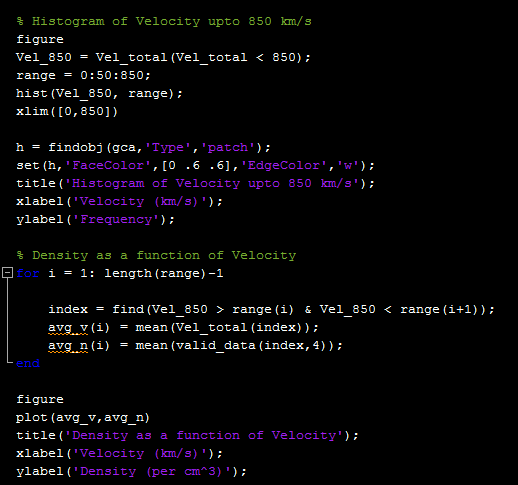 % Histogram of Velocity upto 850 km/s
figure
Vel_850 = Vel_total(Vel_total < 850);
range = 0:50:850;
hist(Vel_850, range);
xlim([0,850])
h = findobj(gca,'Type','patch');
set(h,'FaceColor',[0 .6 .6],'EdgeColor','w');
title('Histogram of Velocity upto 850 km/s');
xlabel('Velocity (km/s)');
ylabel('Frequency');
% Density as a function of Velocity
for i = 1: length(range)-1
index = find(Vel_850 > range(i) & Vel_850 < range(i+1));
avg_v(i) = mean(Vel_total(index));
avg_n(i) = mean(valid_data(index,4));
end
figure
plot(avg_v,avg_n)
title('Density as a function of Velocity');
xlabel('Velocity (km/s)');
ylabel('Density (per cm^3)');